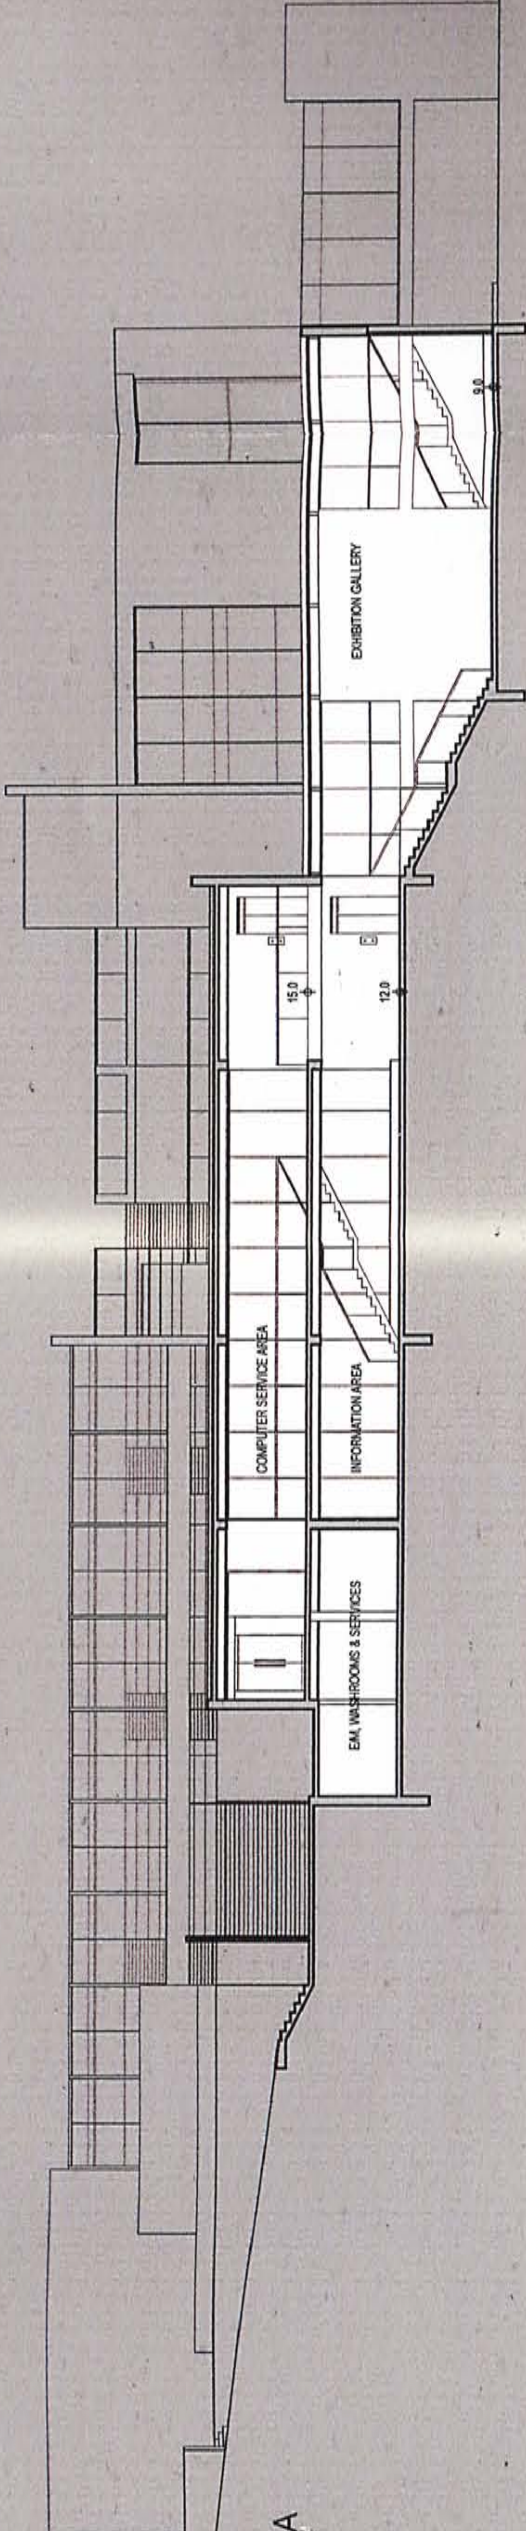 A
COMPUTER SERVICE AREA
15.0
E/M, WASHROOMS & SERVICES
INFORMATION AREA
12.0
EXHIBITION GALLERY
9.0